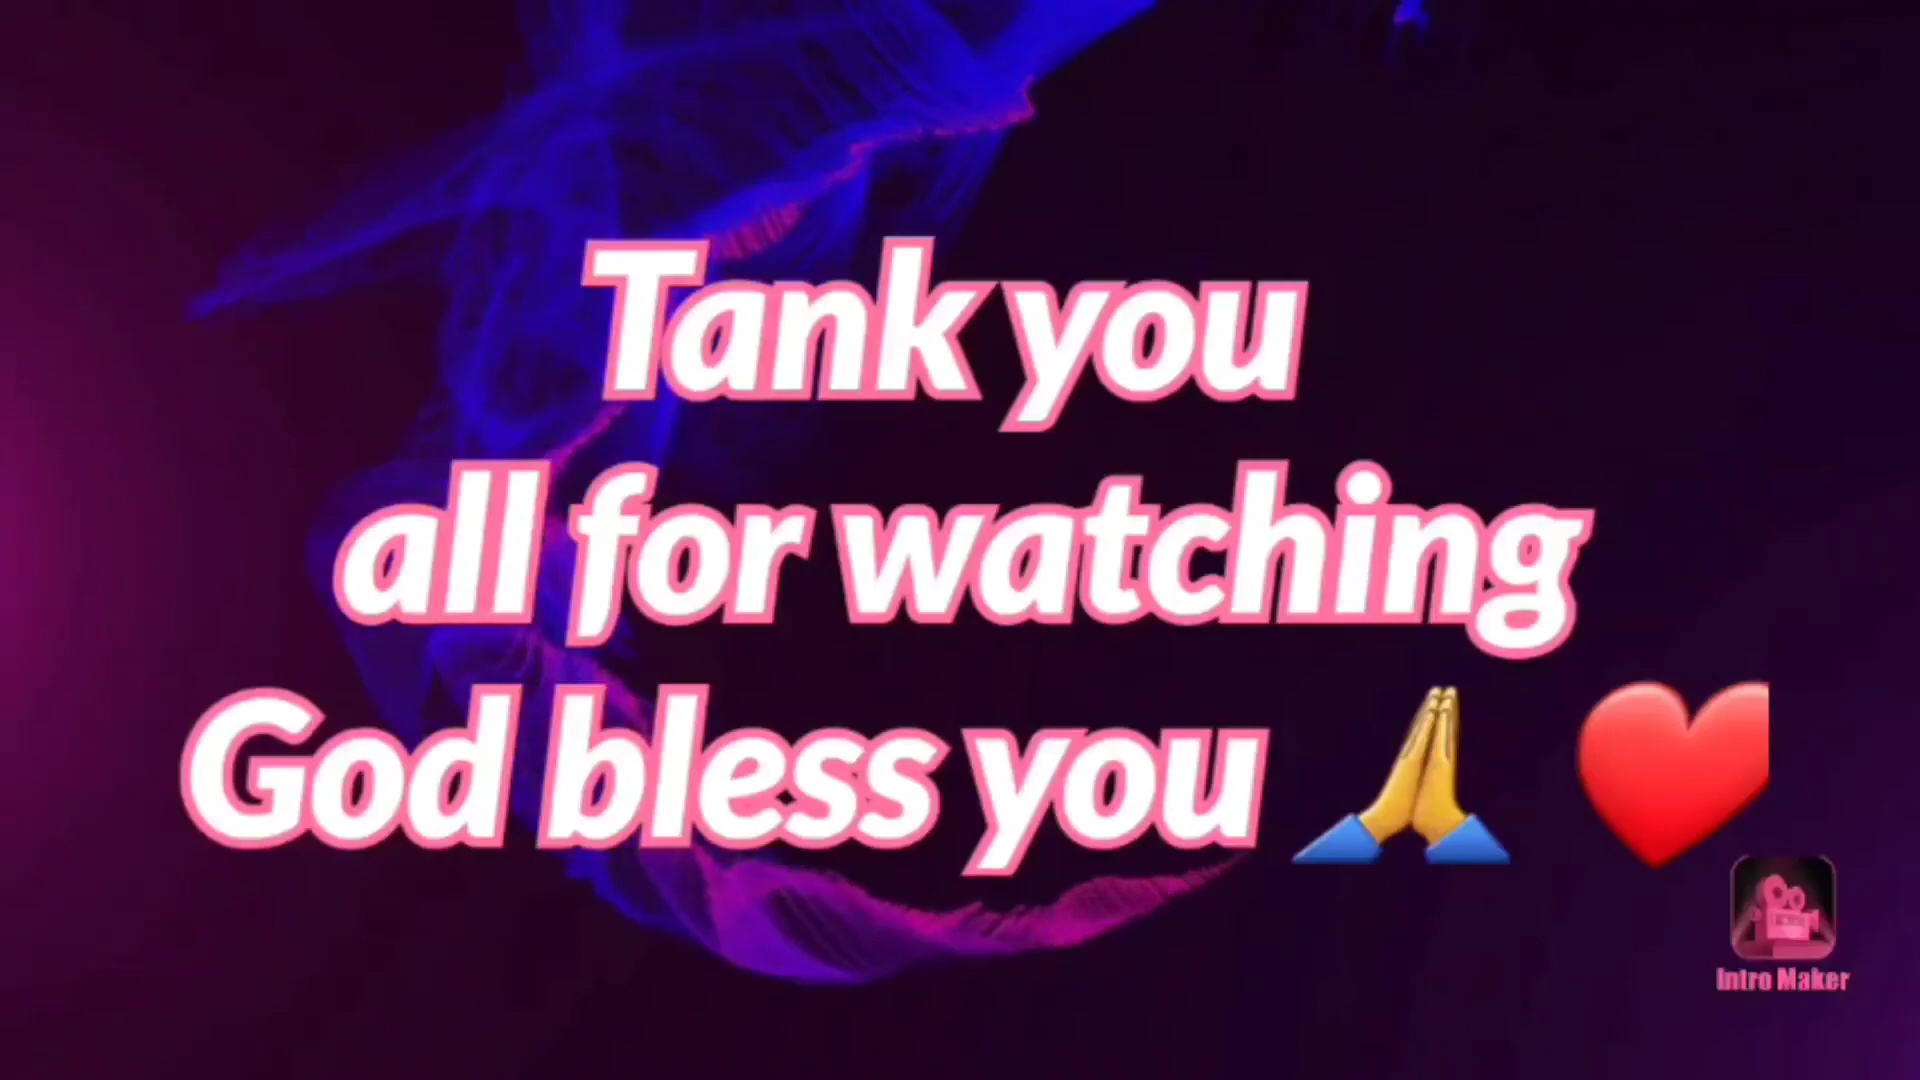 Tank you
all for watching
God bless you 🙏 ❤️
Intro Maker